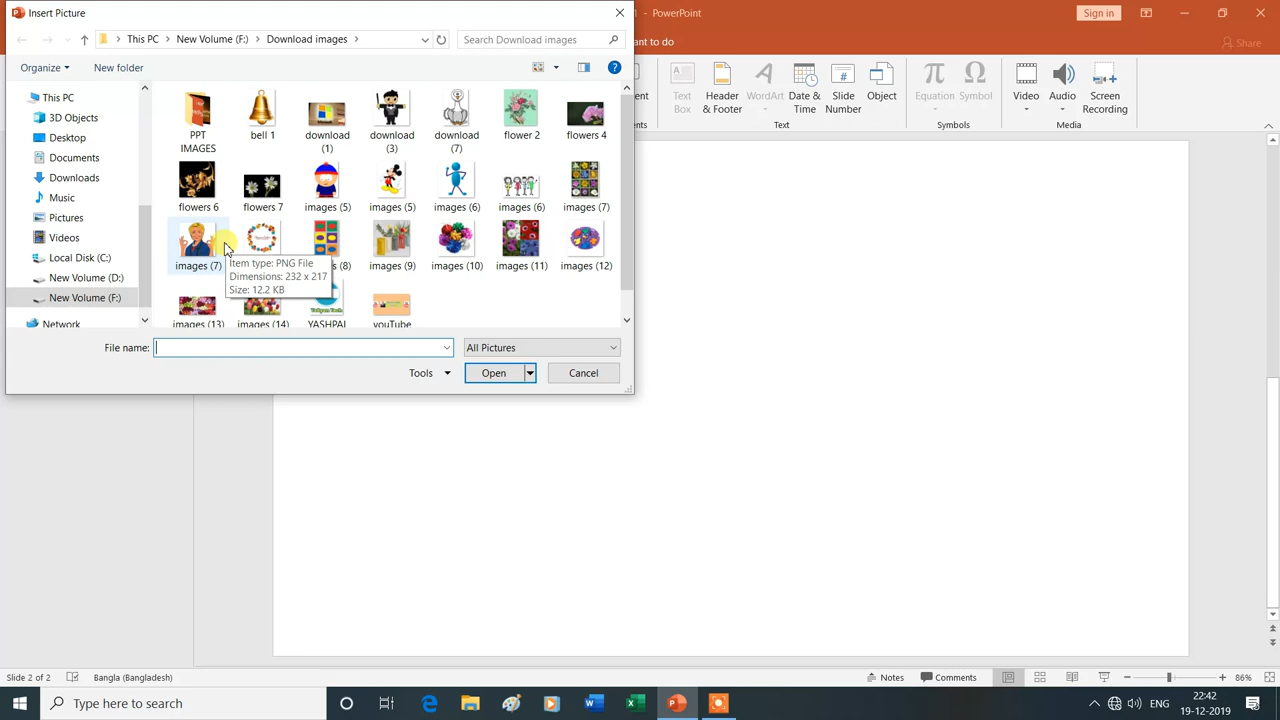 Insert Picture
- PowerPoint
Sign in
This PC > New Volume (F:) > Download images >
Search Download images
nt to do
Share
Organize
New folder
This PC
3D Objects
Desktop
Documents
Downloads
Music
Pictures
Videos
Local Disk (C:)
New Volume (D:)
New Volume (F:)
Network
PPT IMAGES
bell 1
download (1)
download (3)
download (7)
flower 2
flowers 4
flowers 6
flowers 7
images (5)
images (5)
images (6)
images (6)
images (7)
images (7)
(8)
images (9)
images (10)
images (11)
images (12)
Item type: PNG File
Dimensions: 232 x 217
Size: 12.2 KB
images (13)
images (14)
YASHPAL
youTube
File name:
All Pictures
Tools
Open
Cancel
ent
Text Box
Header & Footer
WordArt
Date & Time
Slide Number
Object
Equation
Symbol
Video
Audio
Screen Recording
ents
Text
Symbols
Media
Slide 2 of 2
Bangla (Bangladesh)
Notes
Comments
86%
Type here to search
ENG
22:42
19-12-2019